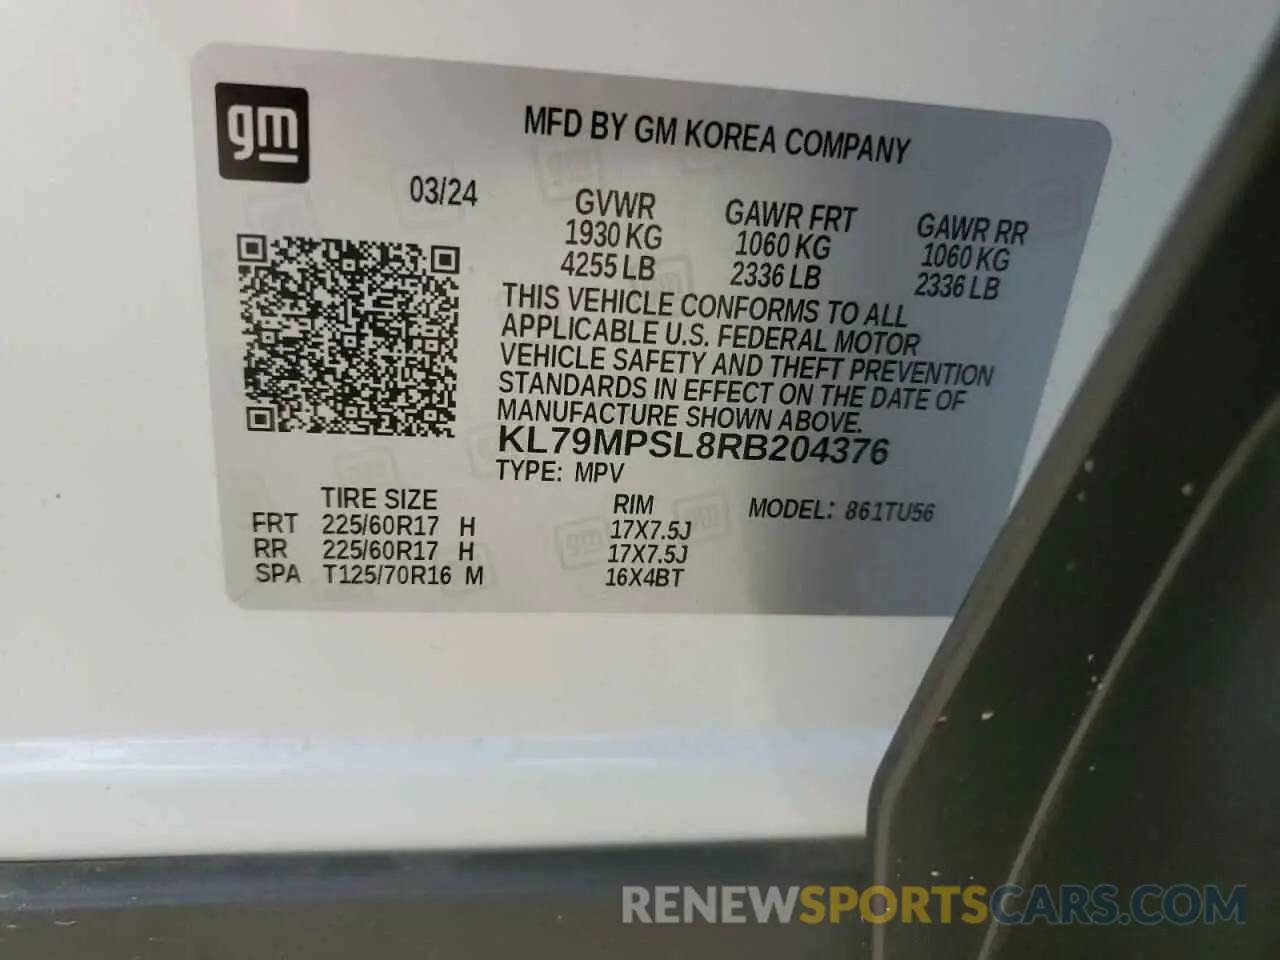 gm
MFD BY GM KOREA COMPANY
03/24
GVWR GAWR FRT GAWR RR
1930 KG 1060 KG 1060 KG
4255 LB 2336 LB 2336 LB
THIS VEHICLE CONFORMS TO ALL
APPLICABLE U.S. FEDERAL MOTOR
VEHICLE SAFETY AND THEFT PREVENTION
STANDARDS IN EFFECT ON THE DATE OF
MANUFACTURE SHOWN ABOVE.
KL79MPSL8RB204376
TYPE: MPV
TIRE SIZE RIM MODEL: 861TU56
FRT 225/60R17 H 17X7.5J
RR 225/60R17 H 17X7.5J
SPA T125/70R16 M 16X4BT
RENEWSPORTSCARS.COM